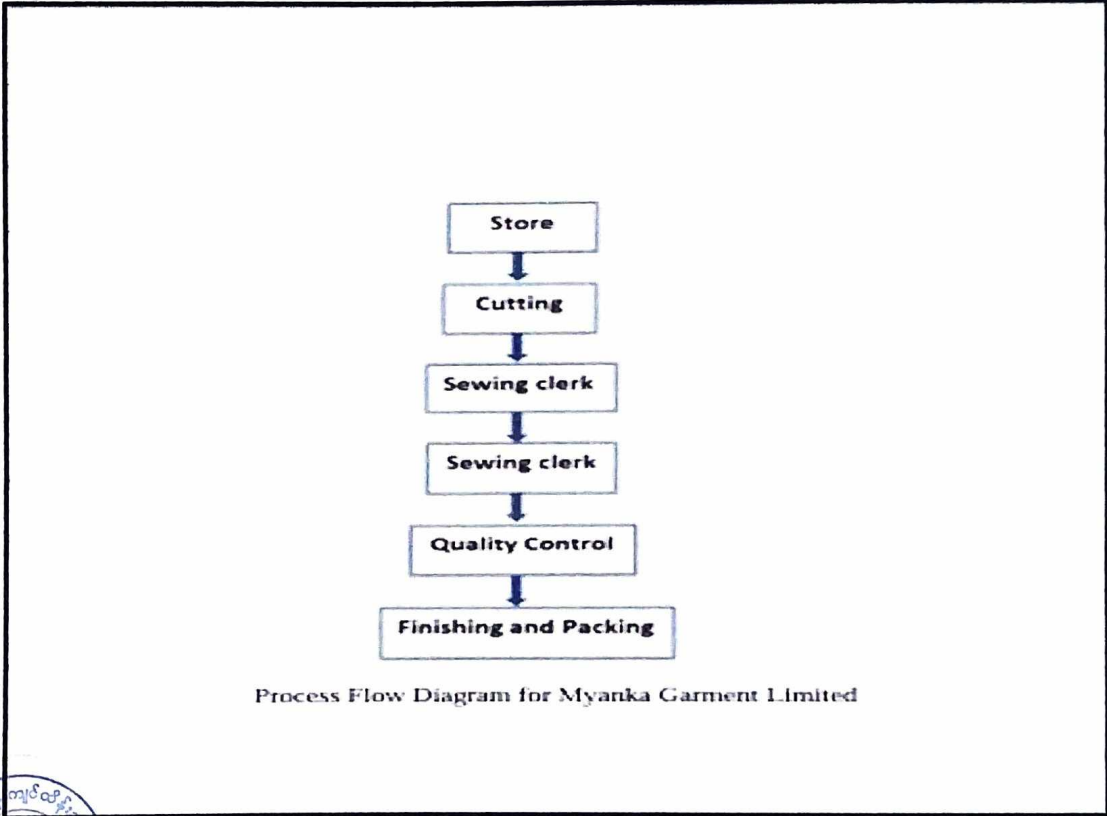 Store
Cutting
Sewing clerk
Sewing clerk
Quality Control
Finishing and Packing
Process Flow Diagram for Myanka Garment Limited